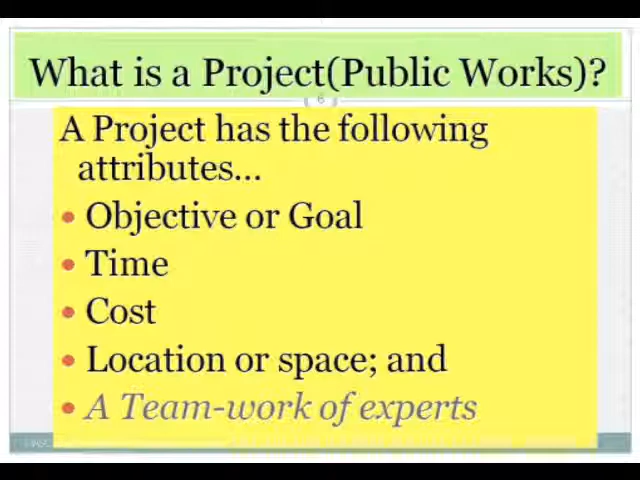 What is a Project(Public Works)?
6
A Project has the following
attributes...
• Objective or Goal
• Time
• Cost
• Location or space; and
• A Team-work of experts